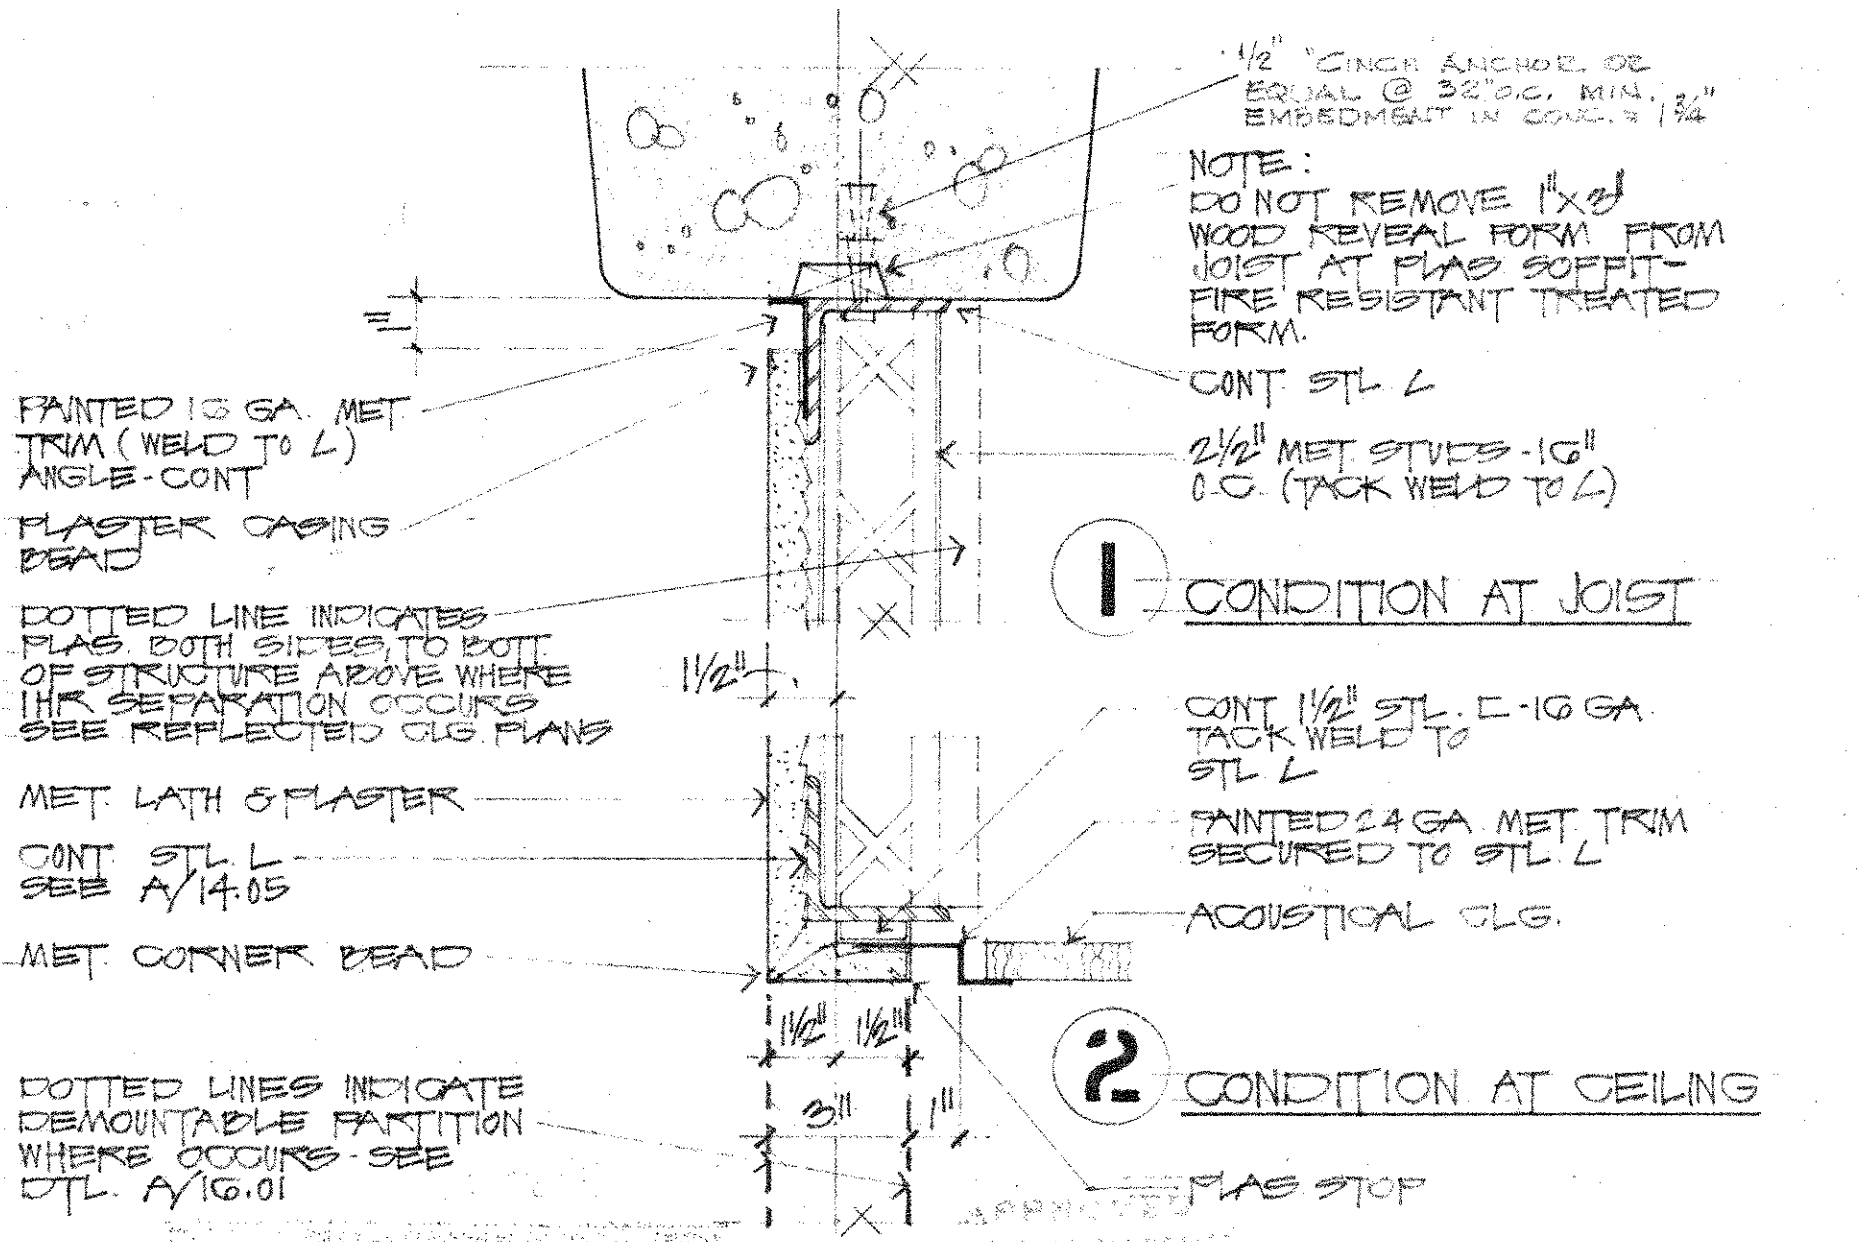 1/2" "CINCH ANCHOR OR
EQUAL @ 32" O.C. MIN.
EMBEDMENT IN CONC. = 1 3/4"
NOTE:
DO NOT REMOVE 1"X3"
WOOD REVEAL FORM FROM
JOIST AT PLAS SOFFIT-
FIRE RESISTANT TREATED
FORM.
CONT. STL. L
2 1/2" MET. STUDS - 16"
O.C. (TACK WELD TO L)
1 CONDITION AT JOIST
PAINTED 16 GA. MET.
TRIM (WELD TO L)
ANGLE-CONT
PLASTER CASING
BEAD
DOTTED LINE INDICATES
PLAS. BOTH SIDES, TO BOTT.
OF STRUCTURE ABOVE WHERE
1HR SEPARATION OCCURS
SEE REFLECTED CLG. PLANS
1 1/2"
MET. LATH & PLASTER
CONT. STL. L
SEE A/14.05
MET. CORNER BEAD
CONT. 1 1/2" STL. [ -16 GA.
TACK WELD TO
STL. L
PAINTED 24 GA. MET. TRIM
SECURED TO STL. L
ACOUSTICAL CLG.
1 1/2" 1 1/2"
3" 1"
2 CONDITION AT CEILING
DOTTED LINES INDICATE
DEMOUNTABLE PARTITION
WHERE OCCURS - SEE
DTL. A/16.01
PLAS STOP
APPROVED